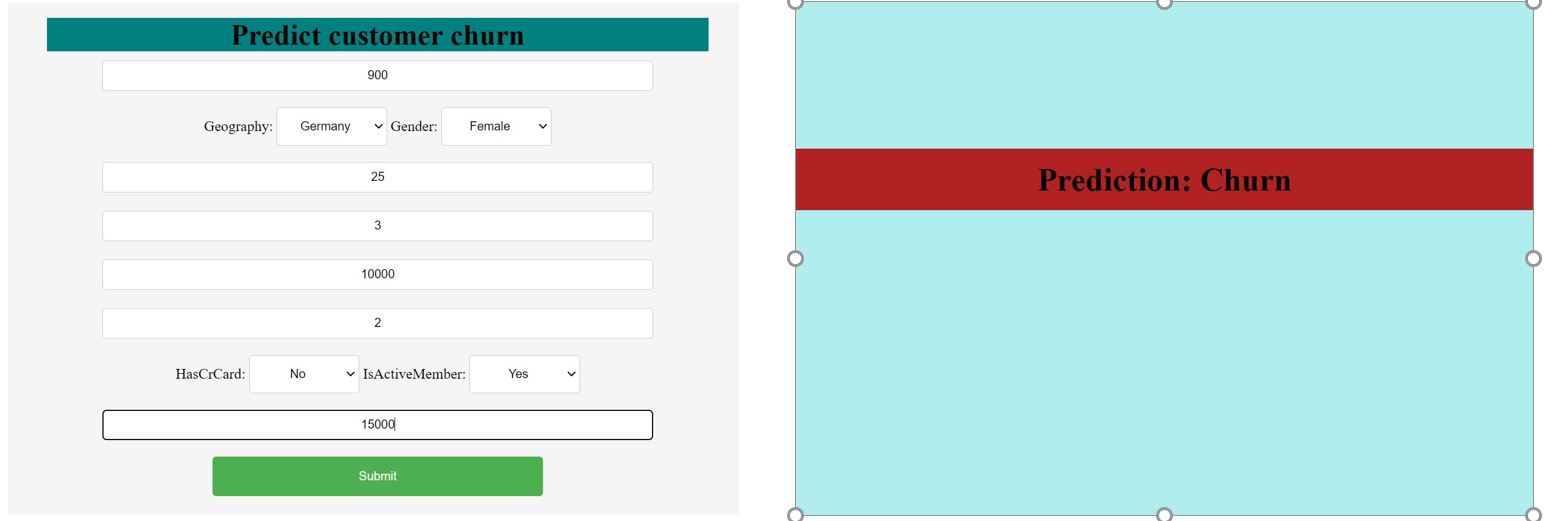 Predict customer churn
900
Geography: Germany Gender: Female
25
3
10000
2
HasCrCard: No IsActiveMember: Yes
15000
Submit
Prediction: Churn